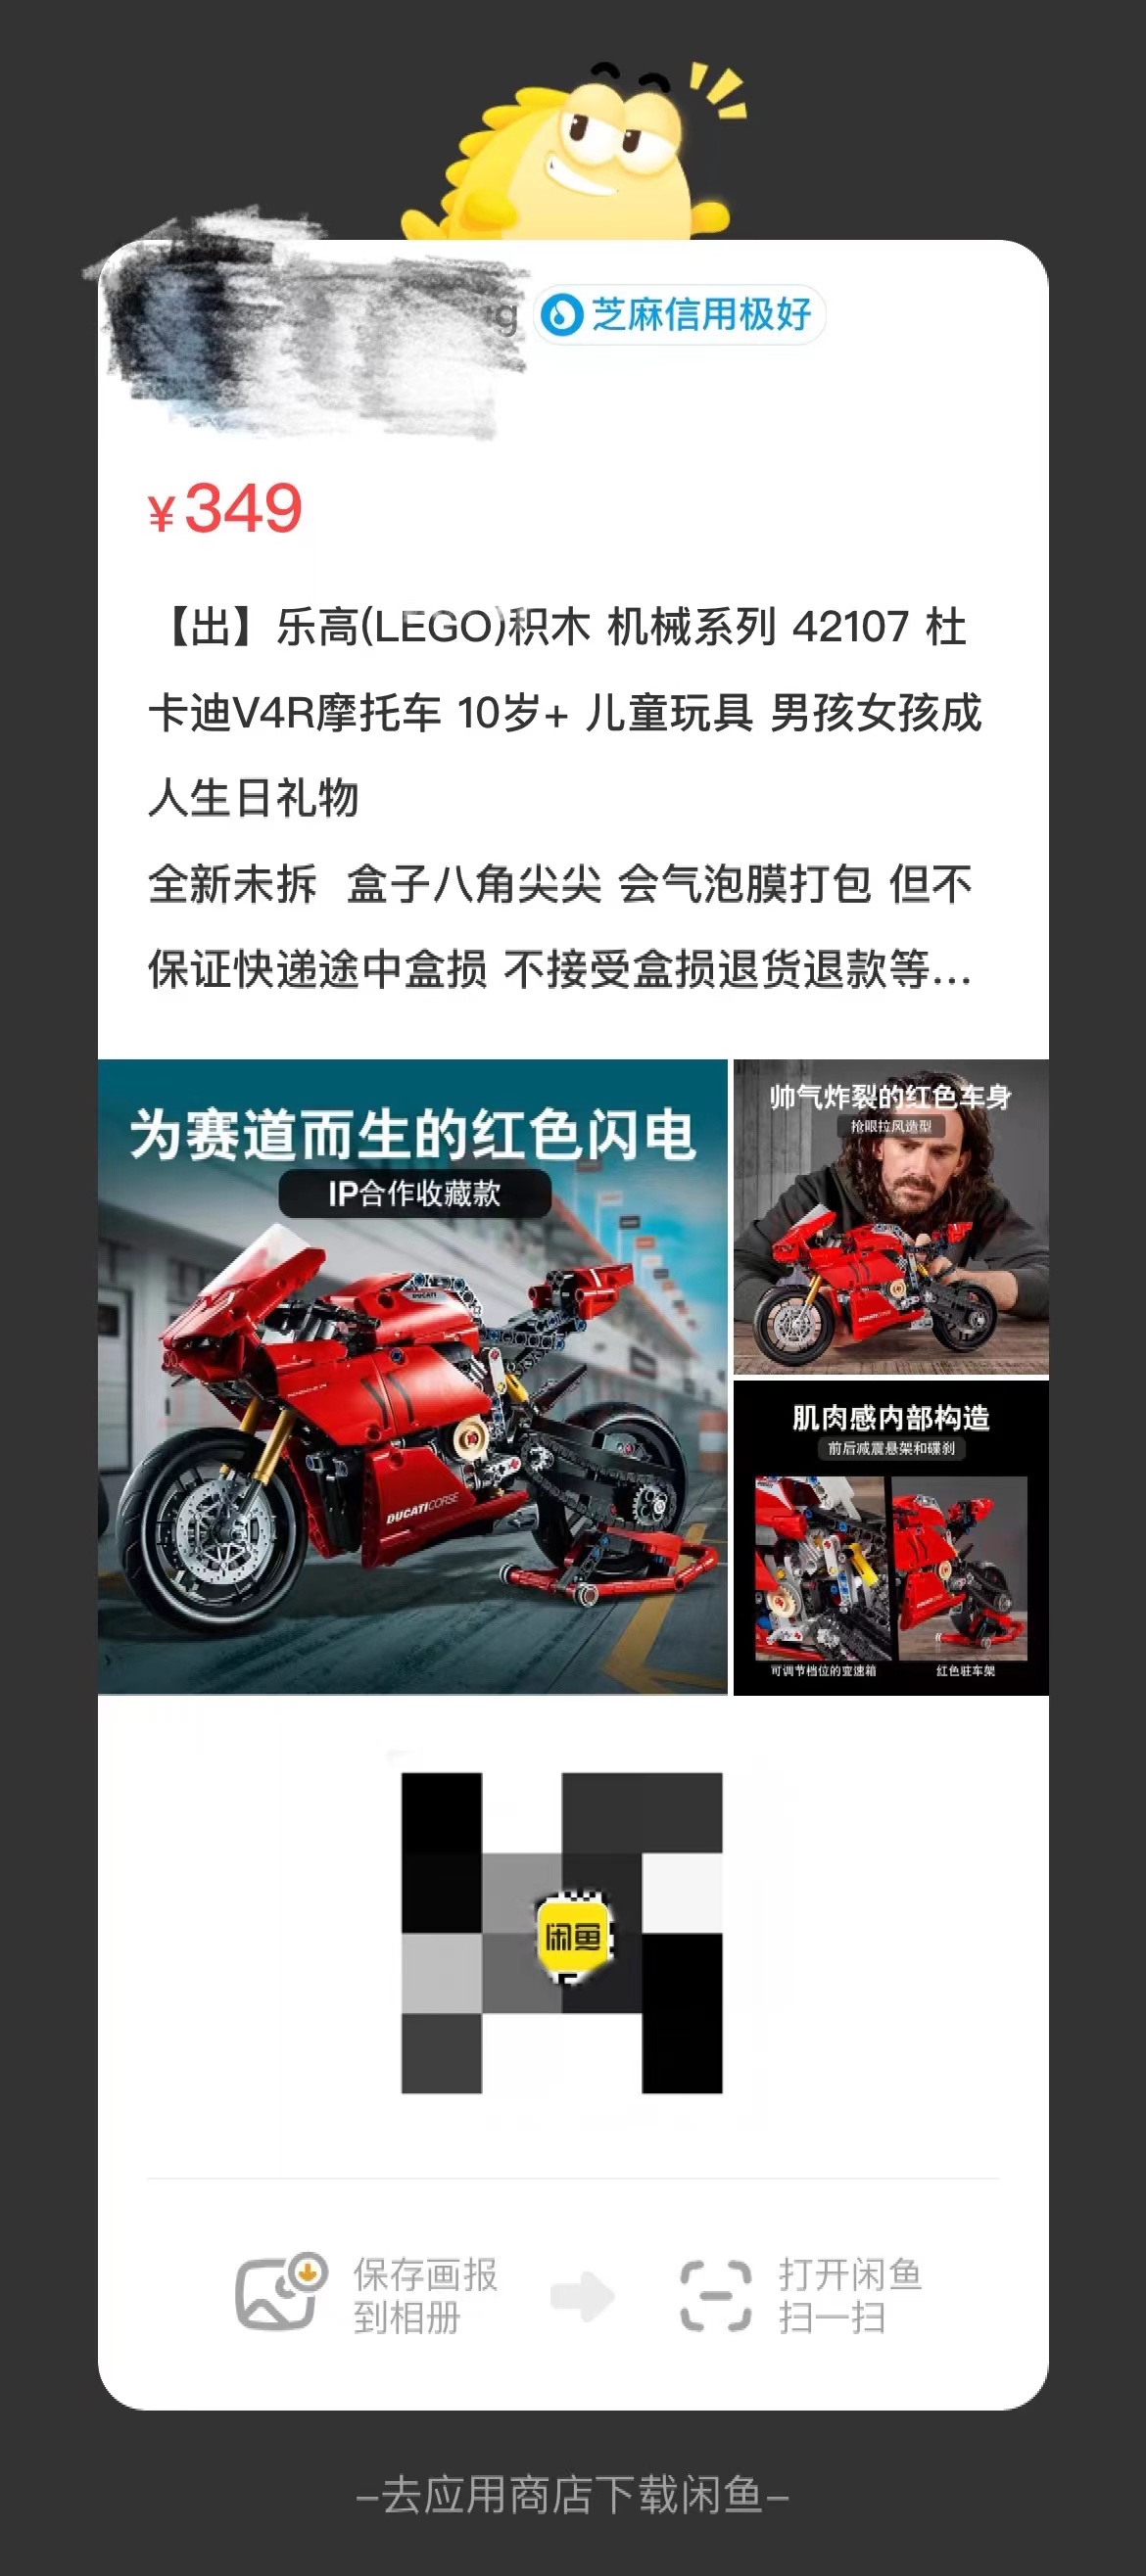 芝麻信用极好
¥349
【出】乐高(LEGO)积木 机械系列 42107 杜
卡迪V4R摩托车 10岁+ 儿童玩具 男孩女孩成
人生日礼物
全新未拆 盒子八角尖尖 会气泡膜打包 但不
保证快递途中盒损 不接受盒损退货退款等...
为赛道而生的红色闪电
IP合作收藏款
DUCATI
DUCATICORSE
帅气炸裂的红色车身
抢眼拉风造型
DUCATICORSE
肌肉感内部构造
前后减震悬架和碟刹
可调节档位的变速箱
红色驻车架
闲鱼
保存画报
到相册
打开闲鱼
扫一扫
–去应用商店下载闲鱼–